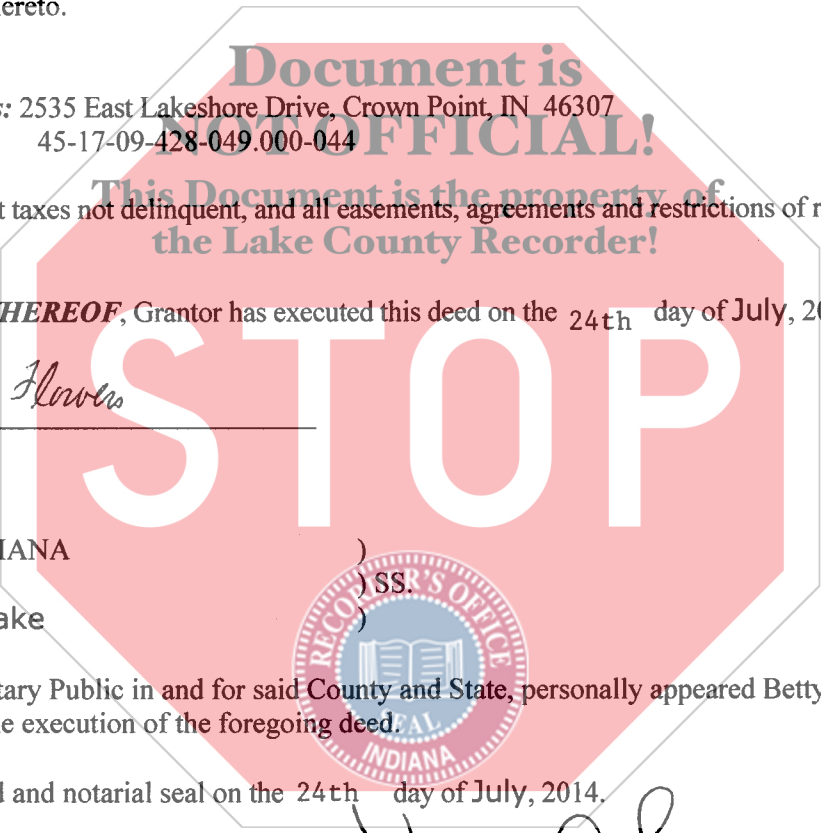 hereto.
Document is
s: 2535 East Lakeshore Drive, Crown Point, IN 46307
NOT OFFICIAL!
45-17-09-428-049.000-044
This Document is the property of
t taxes not delinquent, and all easements, agreements and restrictions of r
the Lake County Recorder!
HEREOF, Grantor has executed this deed on the 24th day of July, 20
Flowers
STOP
IANA )
) SS.
ake )
RECORDER'S OFFICE
SEAL
INDIANA
tary Public in and for said County and State, personally appeared Betty
e execution of the foregoing deed.
d and notarial seal on the 24th day of July, 2014.